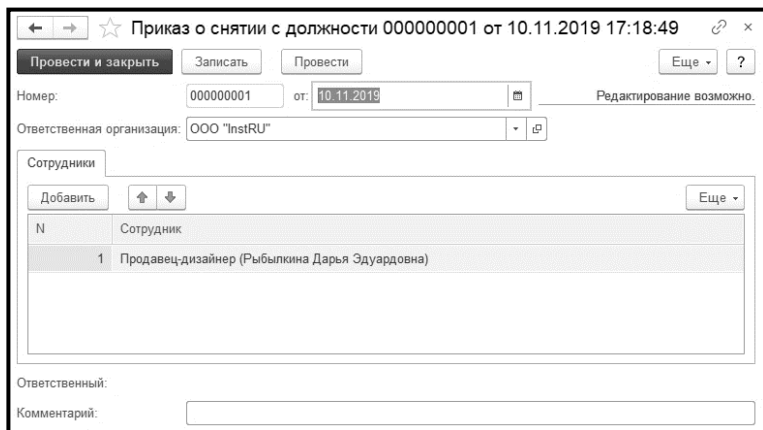 Приказ о снятии с должности 000000001 от 10.11.2019 17:18:49
Провести и закрыть Записать Провести Еще ?
Номер: 000000001 от: 10.11.2019 Редактирование возможно.
Ответственная организация: ООО "InstRU"
Сотрудники
Добавить Еще
N Сотрудник
1 Продавец-дизайнер (Рыбылкина Дарья Эдуардовна)
Ответственный:
Комментарий: